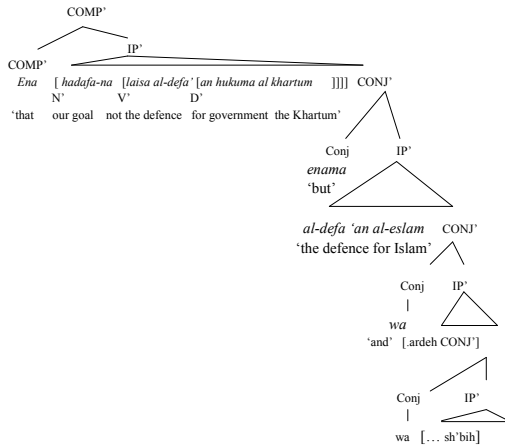 COMP’
IP’
COMP’
Ena [ hadafa-na [laisa al-defa’ [an hukuma al khartum ]]]] CONJ’
N’ V’ D’
‘that our goal not the defence for government the Khartum’
Conj IP’
enama
‘but’
al-defa ‘an al-eslam CONJ’
‘the defence for Islam’
Conj IP’
wa
‘and’ [.ardeh CONJ’]
Conj IP’
wa [… sh’bih]